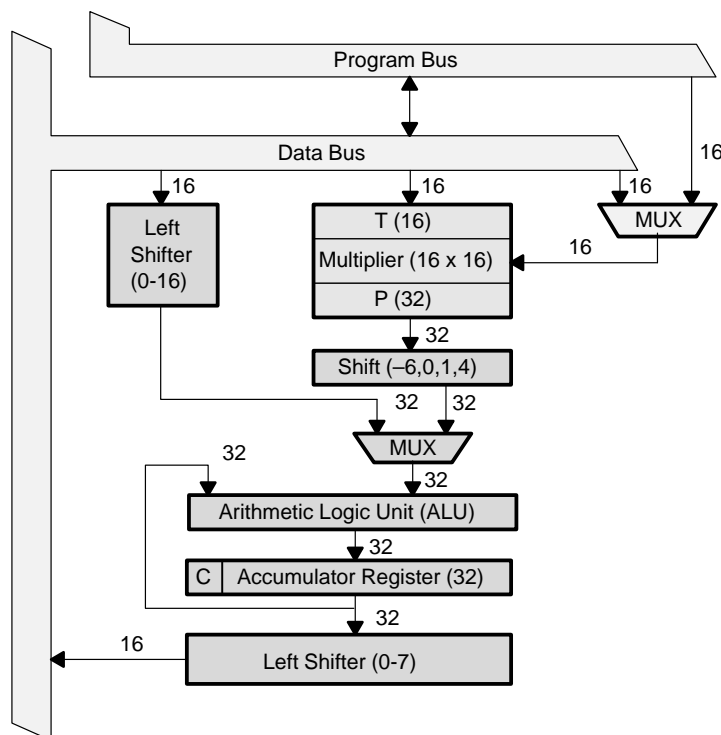 Program Bus
Data Bus
16
16
16
16
16
Left
Shifter
(0-16)
T (16)
Multiplier (16 x 16)
P (32)
MUX
16
32
Shift (–6,0,1,4)
32
32
MUX
32
32
Arithmetic Logic Unit (ALU)
32
C
Accumulator Register (32)
32
16
Left Shifter (0-7)